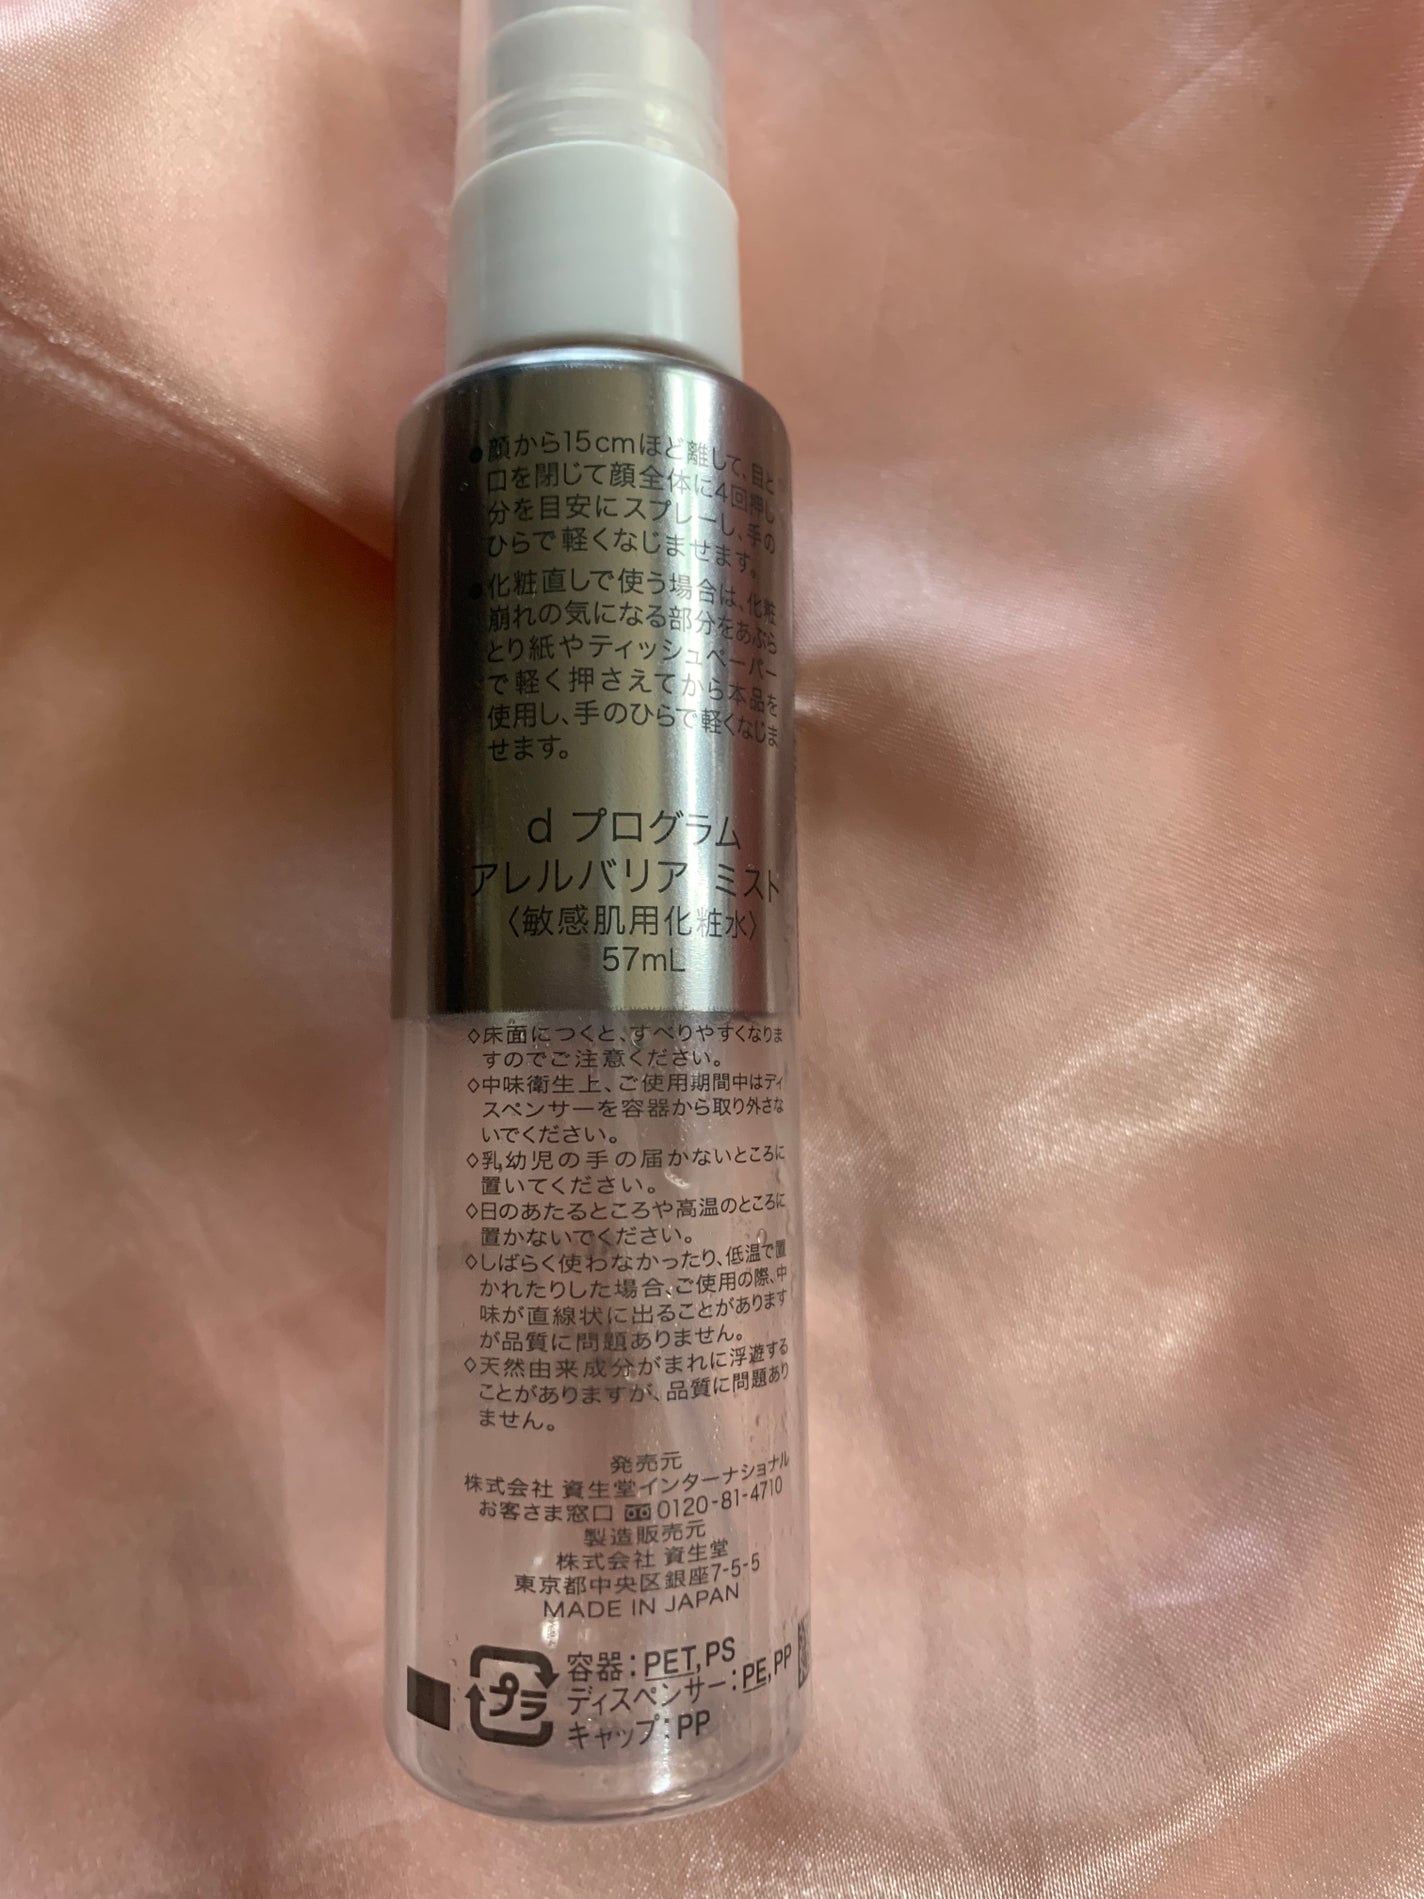 ●顔から15cmほど離して、目と
口を閉じて顔全体に4回押し
分を目安にスプレーし、手の
ひらで軽くなじませます。
●化粧直しで使う場合は、化粧
崩れの気になる部分をあぶら
とり紙やティッシュペーパー
で軽く押さえてから本品を
使用し、手のひらで軽くなじま
せます。
d プログラム
アレルバリア ミスト
〈敏感肌用化粧水〉
57mL
◇床面につくと、すべりやすくなりま
すのでご注意ください。
◇中味衛生上、ご使用期間中はディ
スペンサーを容器から取り外さな
いでください。
◇乳幼児の手の届かないところに
置いてください。
◇日のあたるところや高温のところに
置かないでください。
◇しばらく使わなかったり、低温で置
かれたりした場合、ご使用の際、中
味が直線状に出ることがあります
が品質に問題ありません。
◇天然由来成分がまれに浮遊する
ことがありますが、品質に問題あり
ません。
発売元
株式会社 資生堂インターナショナル
お客さま窓口 0120-81-4710
製造販売元
株式会社 資生堂
東京都中央区銀座7-5-5
MADE IN JAPAN
プラ
容器:PET,PS
ディスペンサー:PE,PP
キャップ:PP